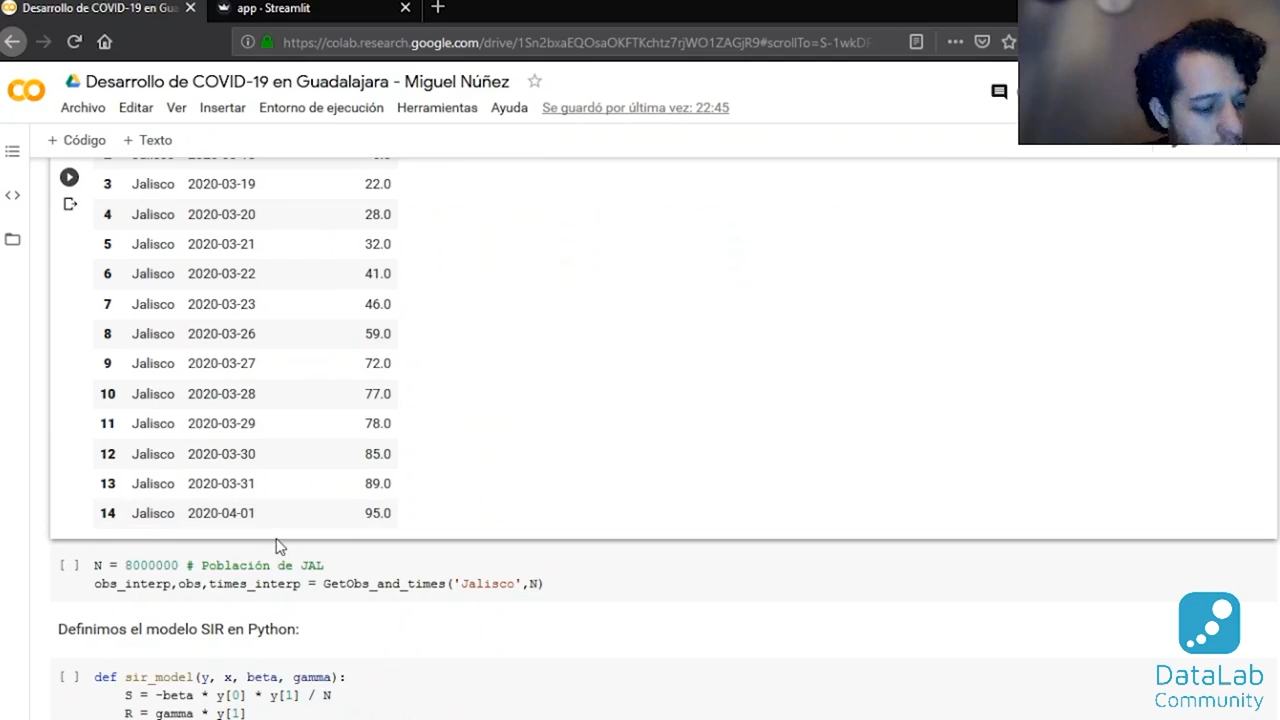 Desarrollo de COVID-19 en Gua
app - Streamlit
https://colab.research.google.com/drive/1Sn2bxaEQOsaOKFTKchtz7rjWO1ZAGjR9#scrollTo=S-1wkD
Desarrollo de COVID-19 en Guadalajara - Miguel Núñez
Archivo Editar Ver Insertar Entorno de ejecución Herramientas Ayuda Se guardó por última vez: 22:45
+ Código + Texto
3 Jalisco 2020-03-19 22.0
4 Jalisco 2020-03-20 28.0
5 Jalisco 2020-03-21 32.0
6 Jalisco 2020-03-22 41.0
7 Jalisco 2020-03-23 46.0
8 Jalisco 2020-03-26 59.0
9 Jalisco 2020-03-27 72.0
10 Jalisco 2020-03-28 77.0
11 Jalisco 2020-03-29 78.0
12 Jalisco 2020-03-30 85.0
13 Jalisco 2020-03-31 89.0
14 Jalisco 2020-04-01 95.0
[ ] N = 8000000 # Población de JAL
obs_interp,obs,times_interp = GetObs_and_times('Jalisco',N)
Definimos el modelo SIR en Python:
[ ] def sir_model(y, x, beta, gamma):
S = -beta * y[0] * y[1] / N
R = gamma * y[1]
DataLab
Community